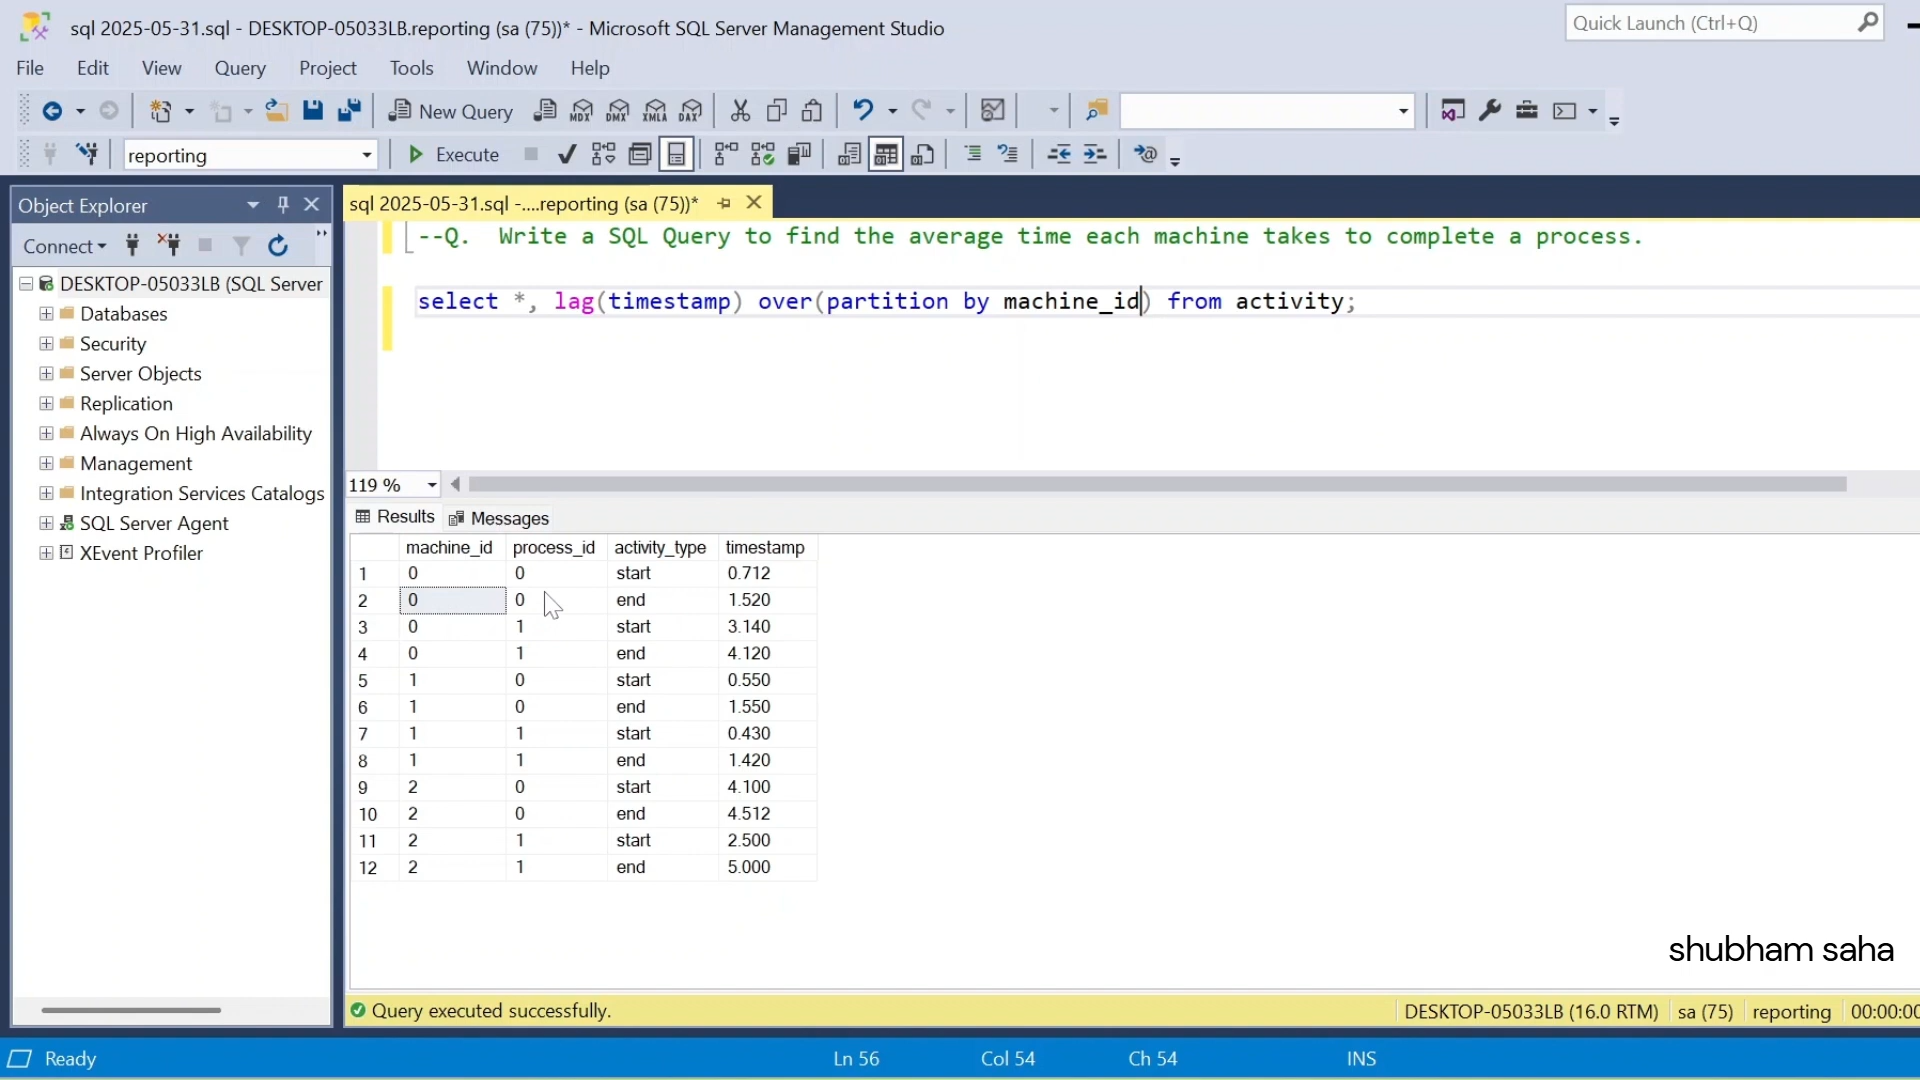 sql 2025-05-31.sql - DESKTOP-05033LB.reporting (sa (75))* - Microsoft SQL Server Management Studio
Quick Launch (Ctrl+Q)
File Edit View Query Project Tools Window Help
New Query MDX DMX XMLA DAX
reporting Execute
Object Explorer
sql 2025-05-31.sql -....reporting (sa (75))*
Connect
--Q.  Write a SQL Query to find the average time each machine takes to complete a process.
select *, lag(timestamp) over(partition by machine_id) from activity;
DESKTOP-05033LB (SQL Server
Databases
Security
Server Objects
Replication
Always On High Availability
Management
Integration Services Catalogs
SQL Server Agent
XEvent Profiler
119 %
Results Messages
machine_id process_id activity_type timestamp
1 0 0 start 0.712
2 0 0 end 1.520
3 0 1 start 3.140
4 0 1 end 4.120
5 1 0 start 0.550
6 1 0 end 1.550
7 1 1 start 0.430
8 1 1 end 1.420
9 2 0 start 4.100
10 2 0 end 4.512
11 2 1 start 2.500
12 2 1 end 5.000
shubham saha
Query executed successfully.
DESKTOP-05033LB (16.0 RTM) sa (75) reporting 00:00:00
Ready Ln 56 Col 54 Ch 54 INS